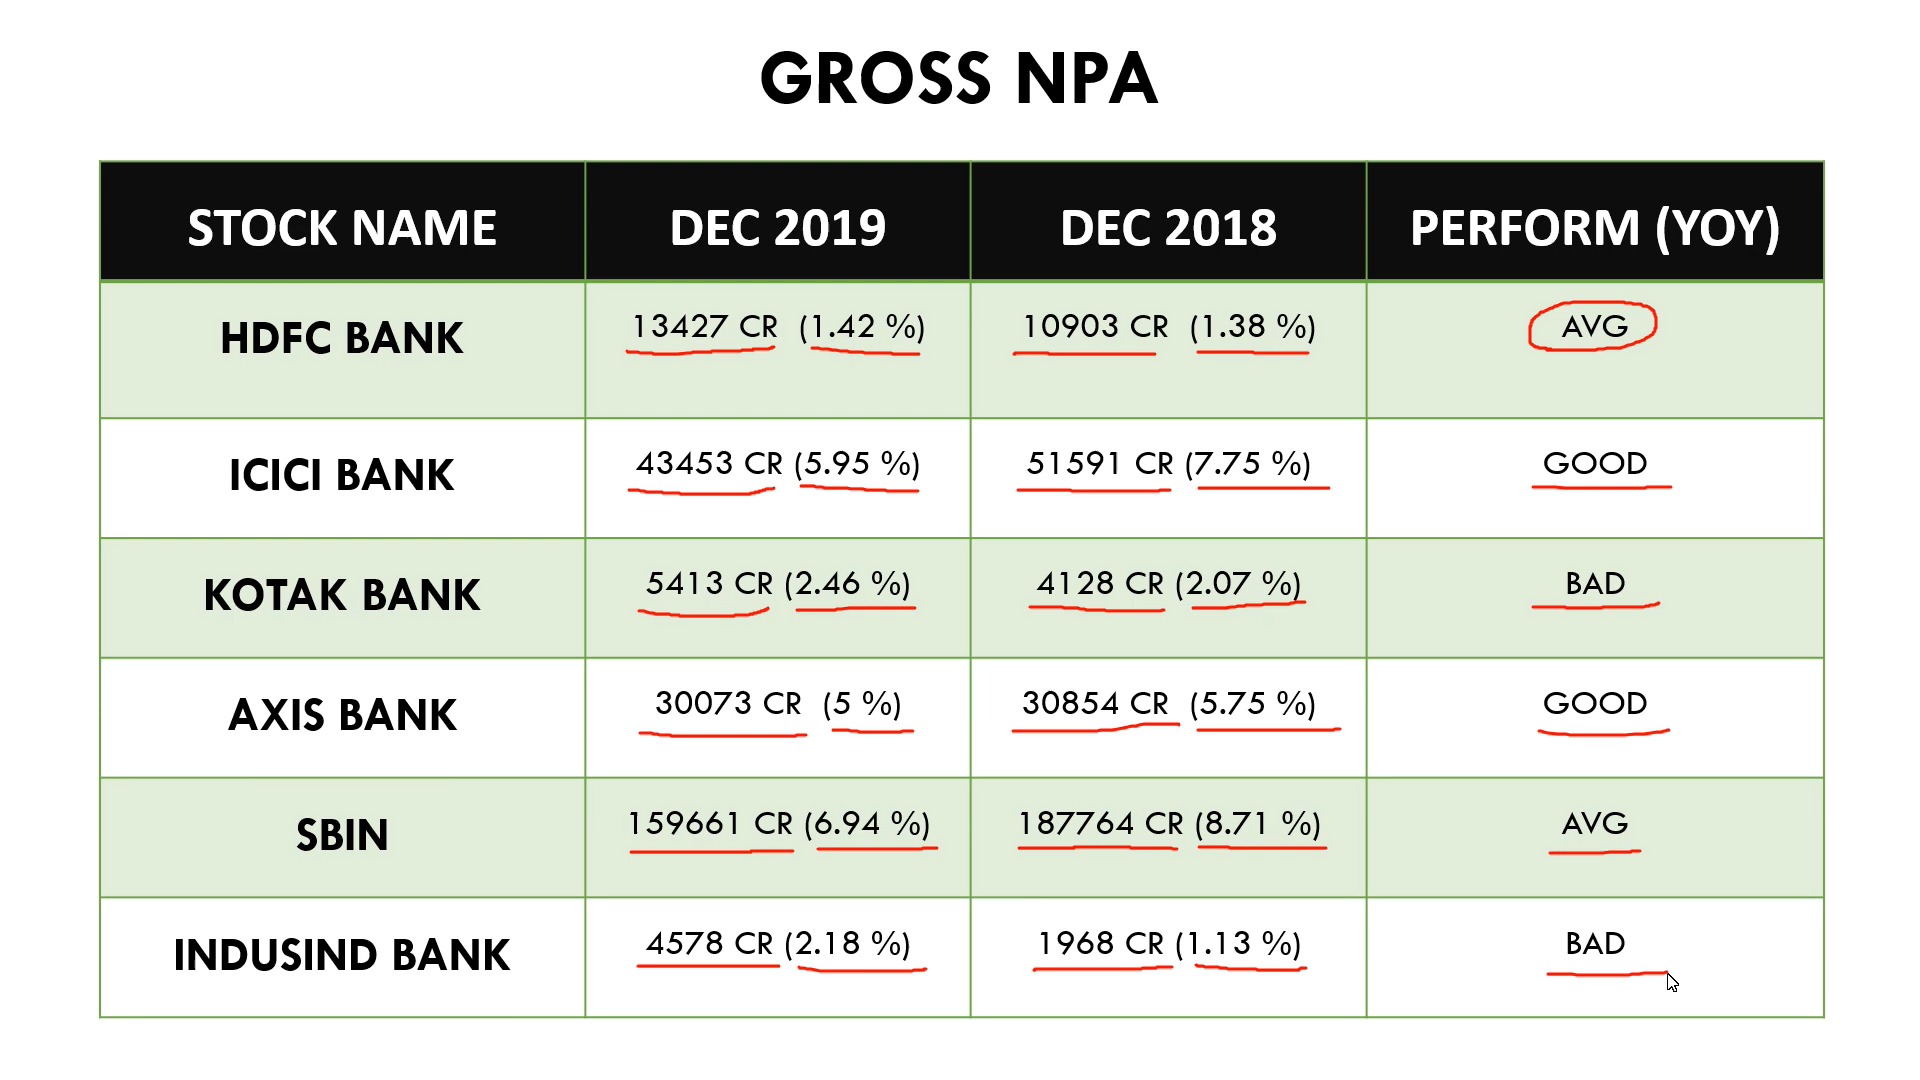 GROSS NPA
STOCK NAME DEC 2019 DEC 2018 PERFORM (YOY)
HDFC BANK 13427 CR (1.42 %) 10903 CR (1.38 %) AVG
ICICI BANK 43453 CR (5.95 %) 51591 CR (7.75 %) GOOD
KOTAK BANK 5413 CR (2.46 %) 4128 CR (2.07 %) BAD
AXIS BANK 30073 CR (5 %) 30854 CR (5.75 %) GOOD
SBIN 159661 CR (6.94 %) 187764 CR (8.71 %) AVG
INDUSIND BANK 4578 CR (2.18 %) 1968 CR (1.13 %) BAD